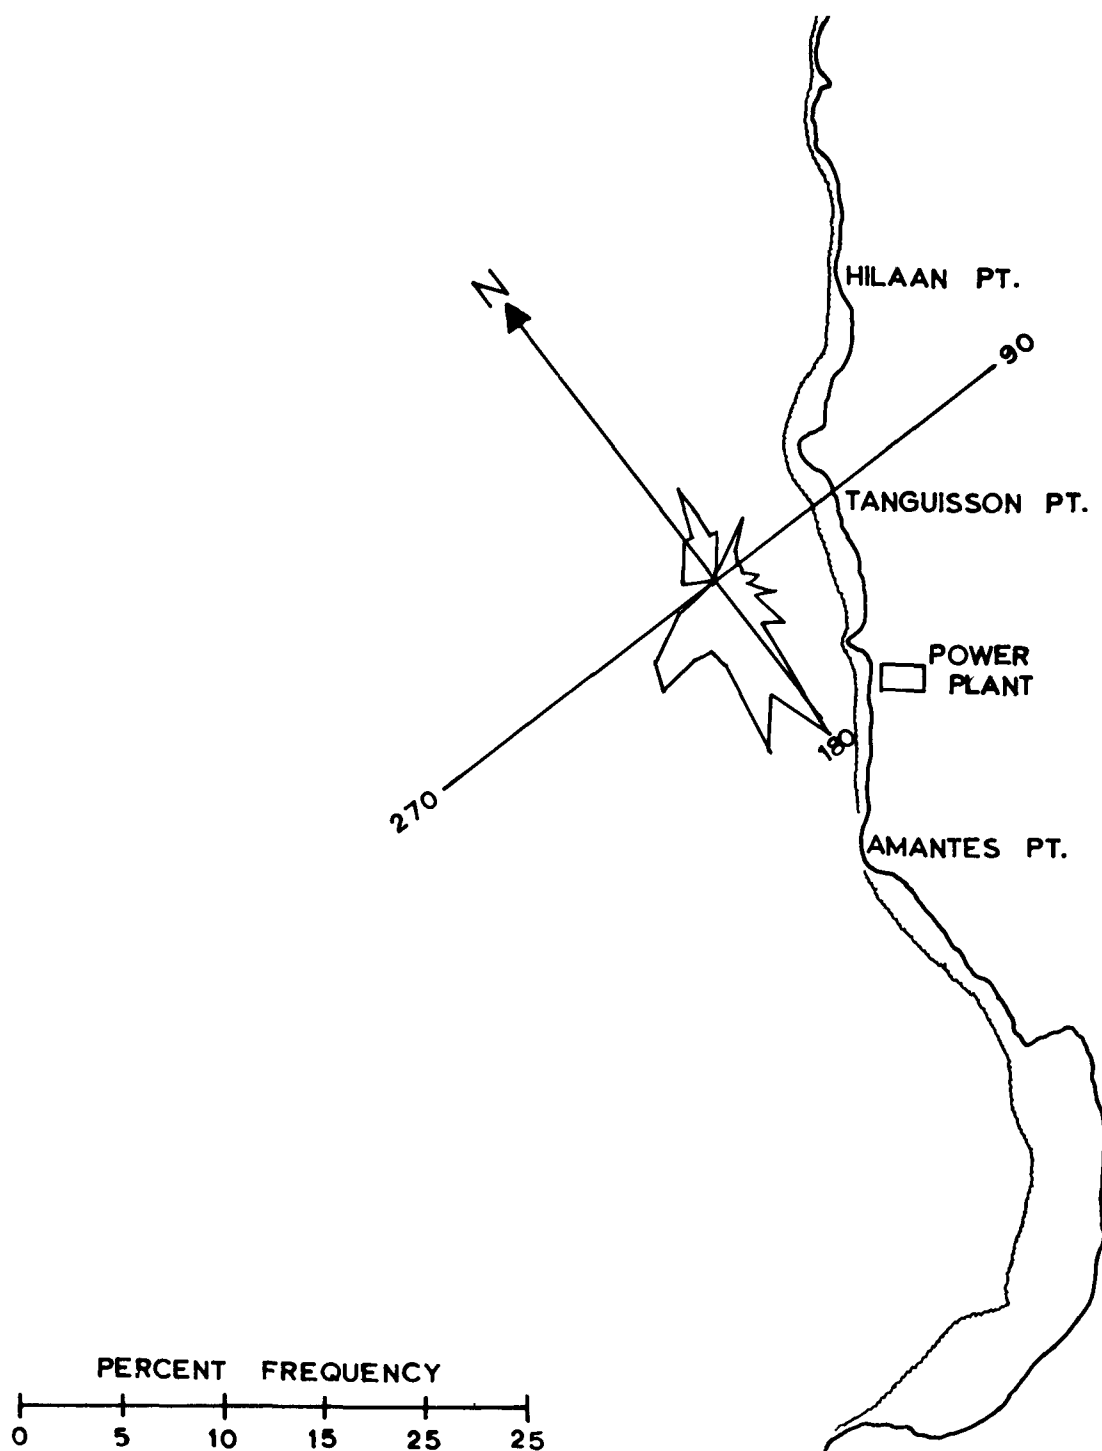 N
HILAAN PT.
90
TANGUISSON PT.
POWER
PLANT
180
270
AMANTES PT.
PERCENT FREQUENCY
0 5 10 15 25 25